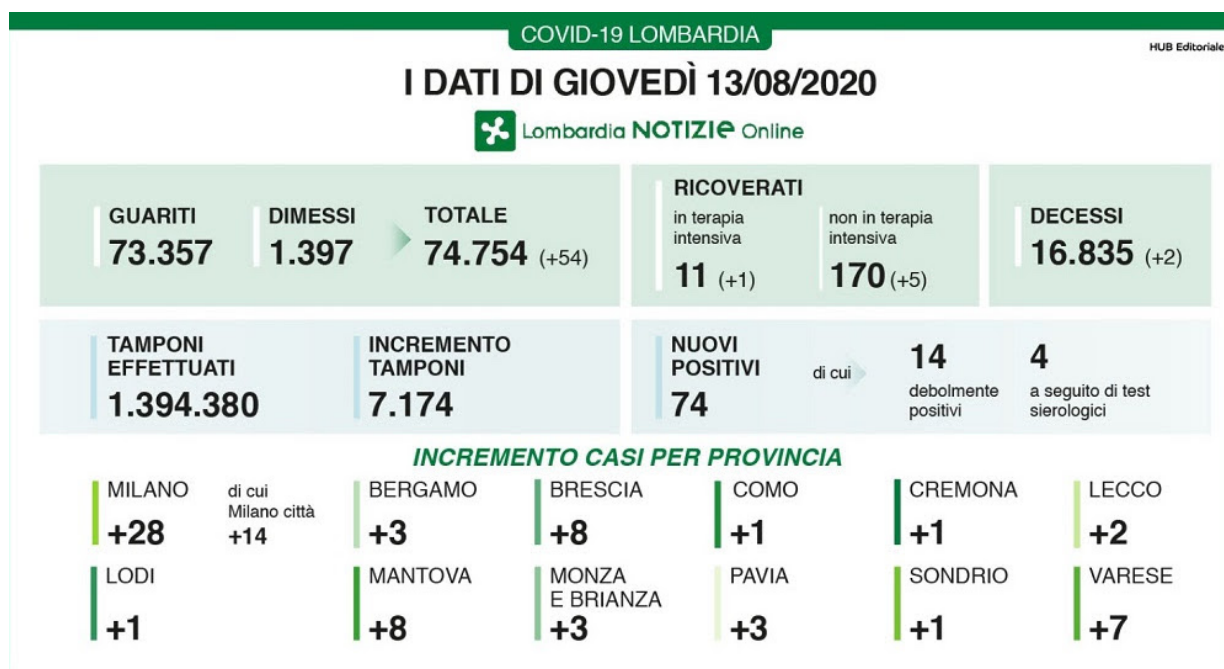 COVID-19 LOMBARDIA
HUB Editoriale
I DATI DI GIOVEDÌ 13/08/2020
Lombardia NOTIZIE Online
GUARITI
73.357
DIMESSI
1.397
TOTALE
74.754 (+54)
RICOVERATI
in terapia
intensiva
11 (+1)
non in terapia
intensiva
170 (+5)
DECESSI
16.835 (+2)
TAMPONI
EFFETTUATI
1.394.380
INCREMENTO
TAMPONI
7.174
NUOVI
POSITIVI
74
di cui
14
debolmente
positivi
4
a seguito di test
sierologici
INCREMENTO CASI PER PROVINCIA
MILANO
+28
di cui
Milano città
+14
BERGAMO
+3
BRESCIA
+8
COMO
+1
CREMONA
+1
LECCO
+2
LODI
+1
MANTOVA
+8
MONZA
E BRIANZA
+3
PAVIA
+3
SONDRIO
+1
VARESE
+7